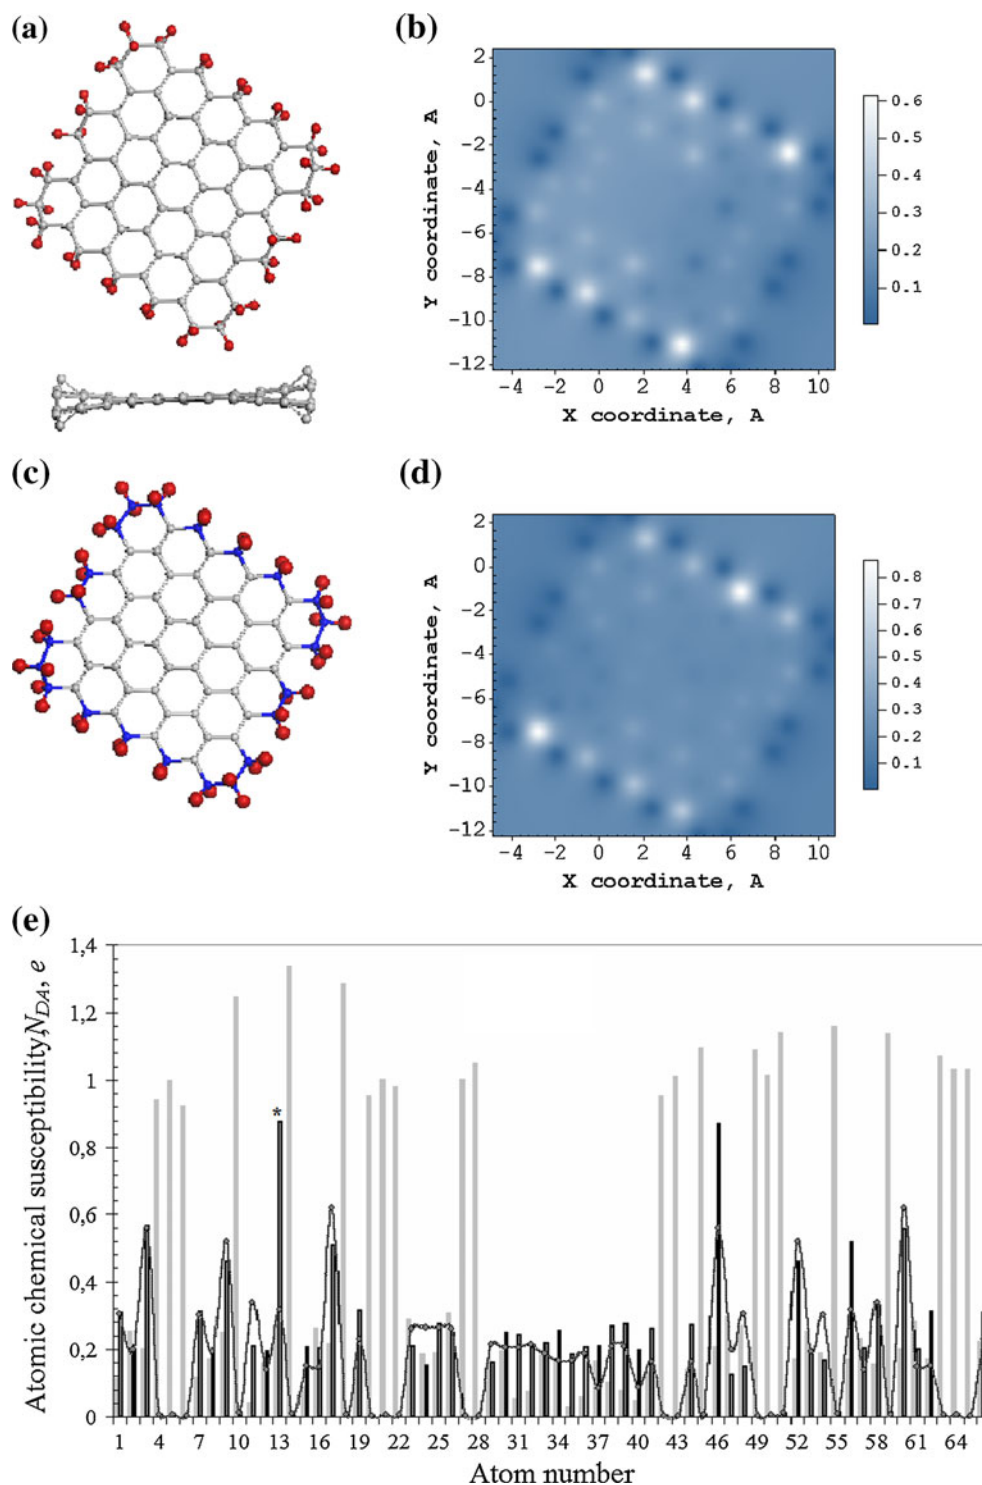 (a)
(b)
2
0
-2
-4
-6
-8
-10
-12
Y coordinate, A
-4 -2 0 2 4 6 8 10
X coordinate, A
0.6
0.5
0.4
0.3
0.2
0.1
(c)
(d)
2
0
-2
-4
-6
-8
-10
-12
Y coordinate, A
-4 -2 0 2 4 6 8 10
X coordinate, A
0.8
0.7
0.6
0.5
0.4
0.3
0.2
0.1
(e)
Atomic chemical susceptibility N_DA, e
1,4
1,2
1
0,8
0,6
0,4
0,2
0
*
1 4 7 10 13 16 19 22 25 28 31 34 37 40 43 46 49 52 55 58 61 64
Atom number